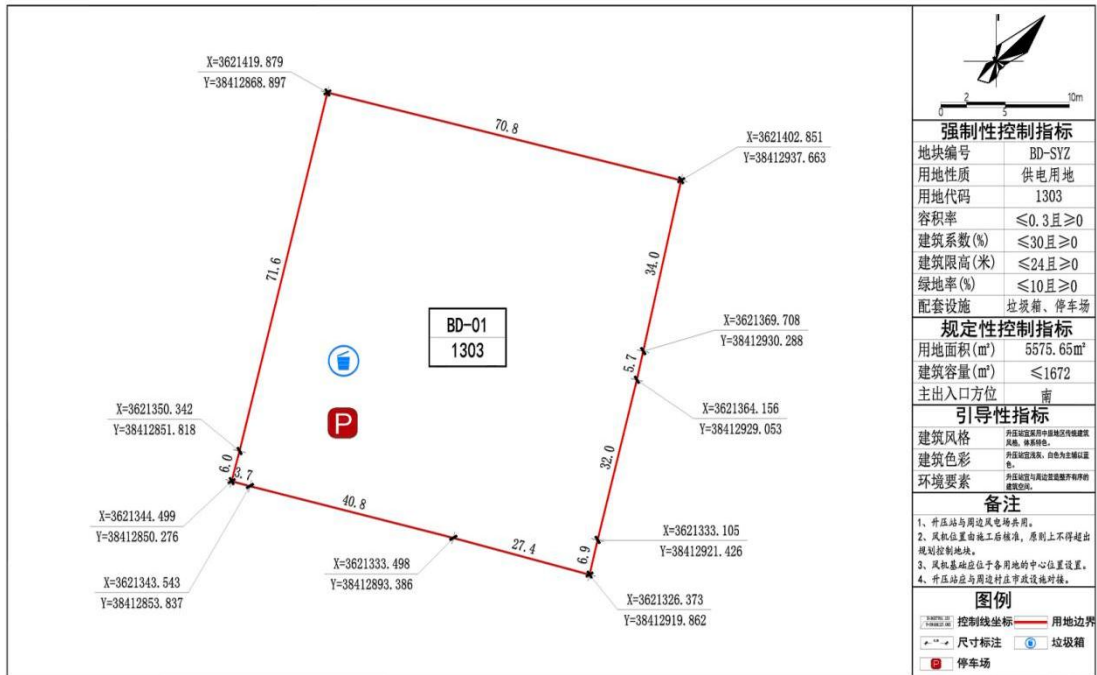 X=3621419.879
Y=38412868.897
70.8
X=3621402.851
Y=38412937.663
71.6
34.0
BD-01
1303
X=3621369.708
Y=38412930.288
5.7
X=3621364.156
Y=38412929.053
P
X=3621350.342
Y=38412851.818
6.0
3.7
32.0
40.8
X=3621344.499
Y=38412850.276
X=3621333.498
Y=38412893.386
27.4
6.9
X=3621333.105
Y=38412921.426
X=3621343.543
Y=38412853.837
X=3621326.373
Y=38412919.862
2
10m
0
5
强制性控制指标
地块编号 BD-SYZ
用地性质 供电用地
用地代码 1303
容积率 ≤0.3且≥0
建筑系数(%) ≤30且≥0
建筑限高(米) ≤24且≥0
绿地率(%) ≤10且≥0
配套设施 垃圾箱、停车场
规定性控制指标
用地面积(㎡) 5575.65㎡
建筑容量(㎡) ≤1672
主出入口方位 南
引导性指标
建筑风格
建筑色彩
环境要素
备注
1、升压站与周边风电场共用。
2、风机位置由施工后核准，原则上不得超出
规划控制地块。
3、风机基础应位于各用地的中心位置设置。
4、升压站应与周边村庄市政设施对接。
图例
控制线坐标 用地边界
尺寸标注 垃圾箱
P 停车场